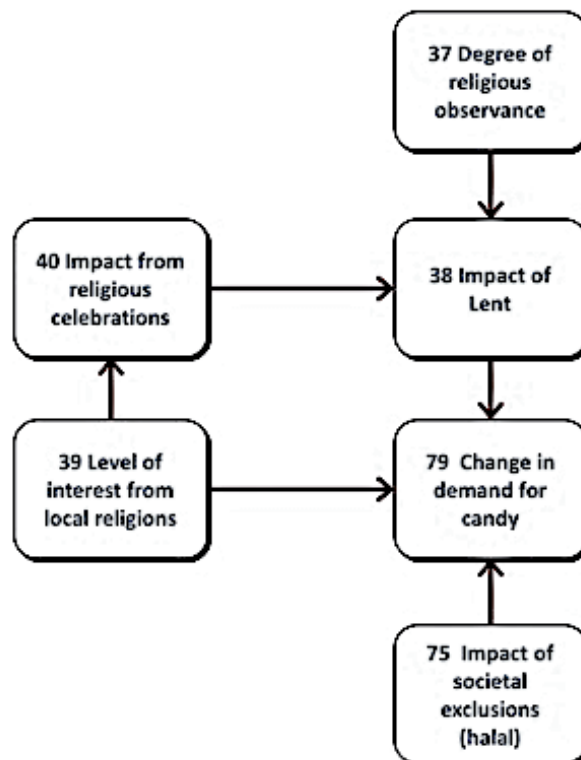 37 Degree of
religious
observance
40 Impact from
religious
celebrations
38 Impact of
Lent
39 Level of
interest from
local religions
79 Change in
demand for
candy
75 Impact of
societal
exclusions
(halal)